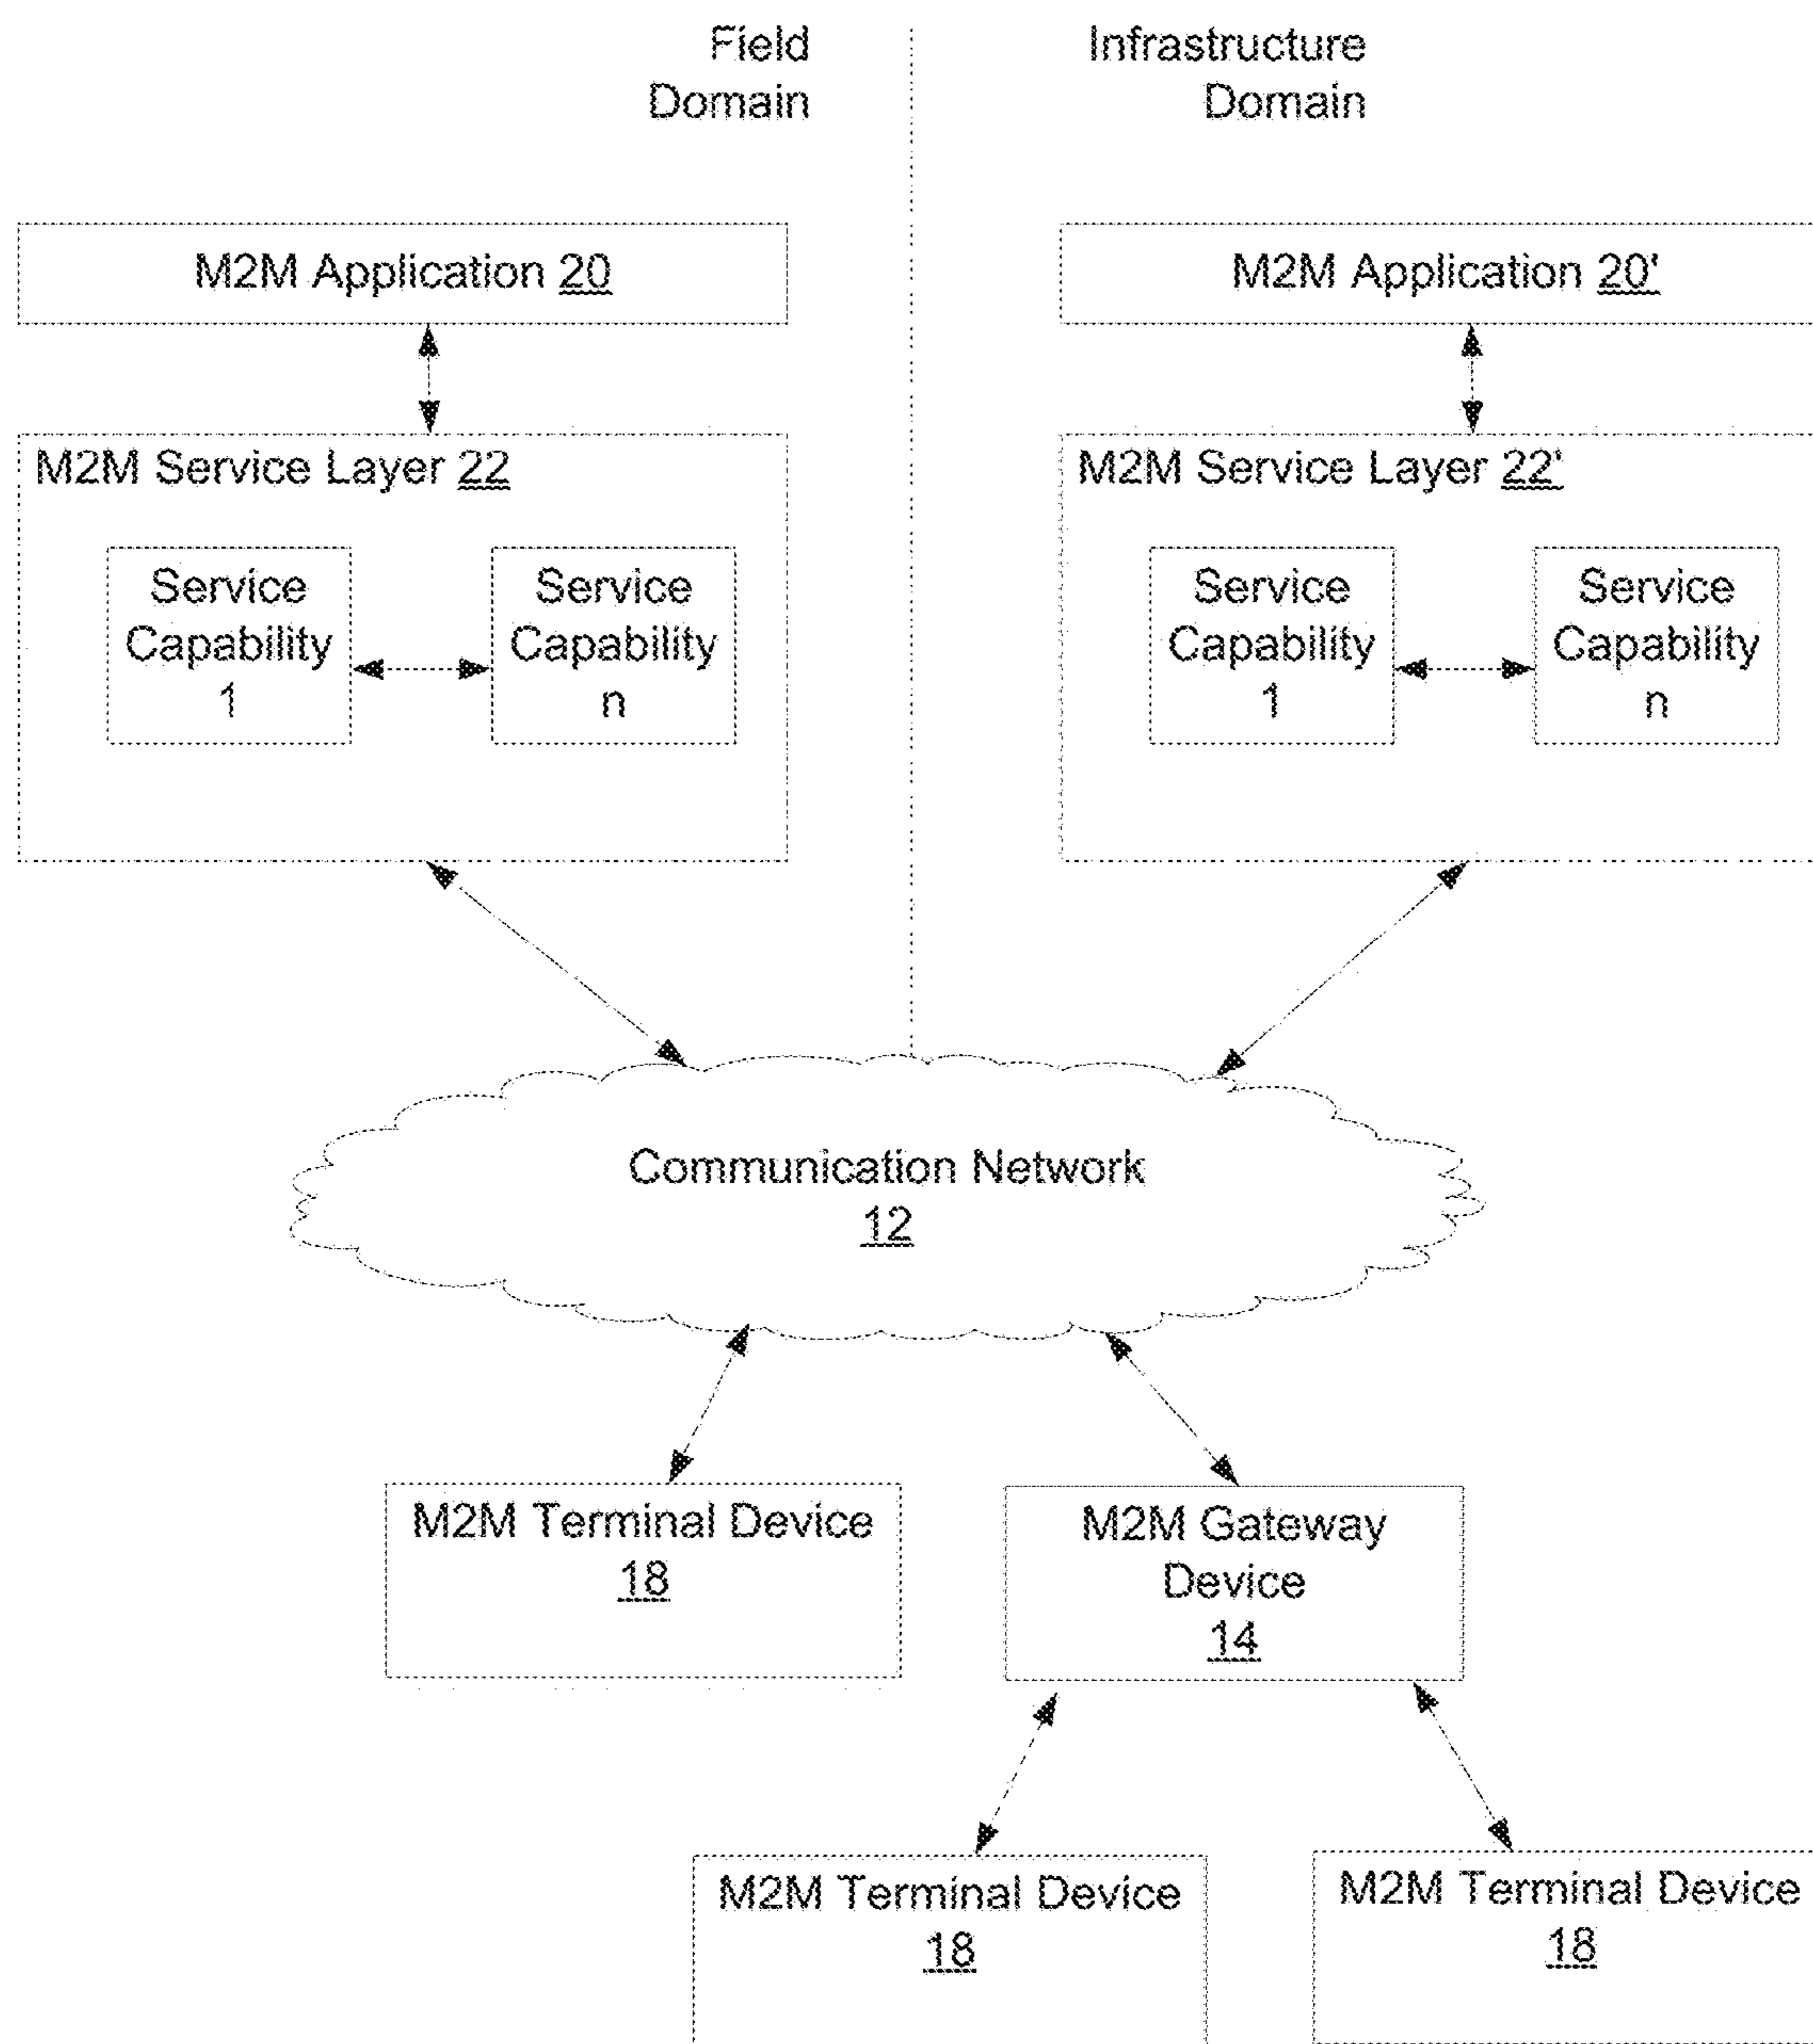 Field
Domain
Infrastructure
Domain
M2M Application 20
M2M Application 20'
M2M Service Layer 22
Service
Capability
1
Service
Capability
n
M2M Service Layer 22'
Service
Capability
1
Service
Capability
n
Communication Network
12
M2M Terminal Device
18
M2M Gateway
Device
14
M2M Terminal Device
18
M2M Terminal Device
18